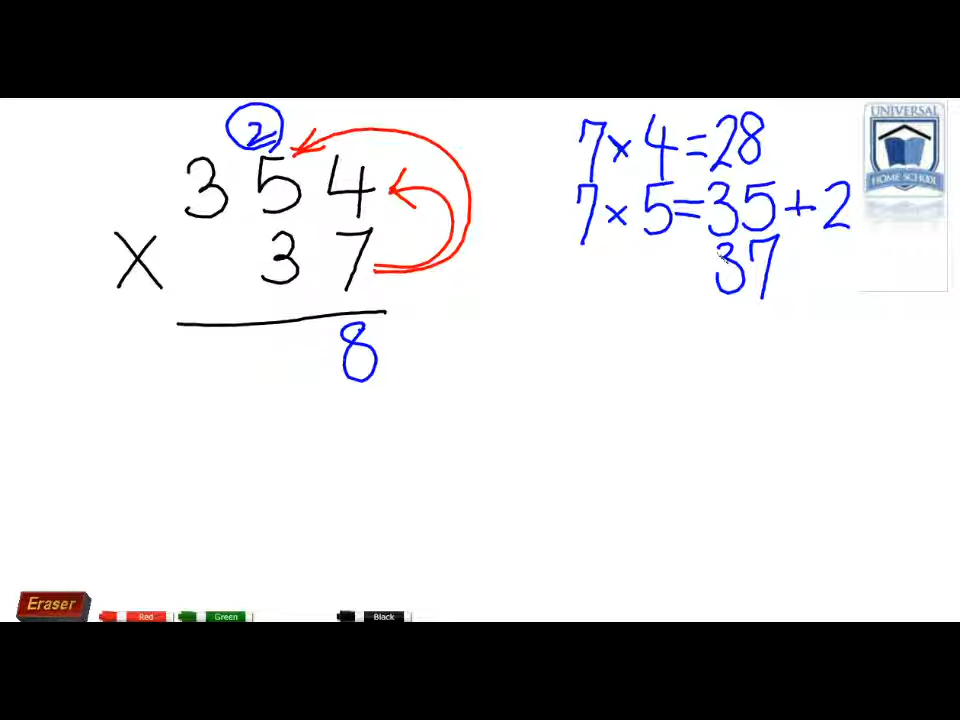 2
354
X 37
8
7×4=28
7×5=35+2
37
UNIVERSAL
HOME SCHOOL
Eraser
Red
Green
Black